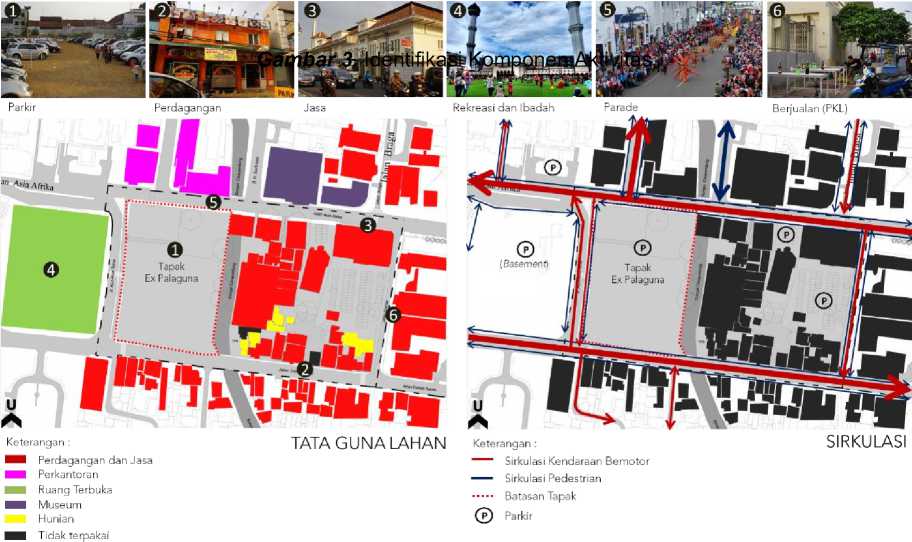 1 2 3 4 5 6
Gambar 3. Identifikasi Komponen Aktivitas
Parkir
Perdagangan
Jasa
Rekreasi dan Ibadah
Parade
Berjualan (PKL)
Asia Afrika
Jalan Braga
5
3
1
Tapak
Ex Palaguna
4
6
2
U
TATA GUNA LAHAN
Keterangan :
Perdagangan dan Jasa
Perkantoran
Ruang Terbuka
Museum
Hunian
Tidak terpakai
P
P
(Basement)
P
Tapak
Ex Palaguna
P
P
U
SIRKULASI
Keterangan :
Sirkulasi Kendaraan Bemotor
Sirkulasi Pedestrian
Batasan Tapak
P Parkir